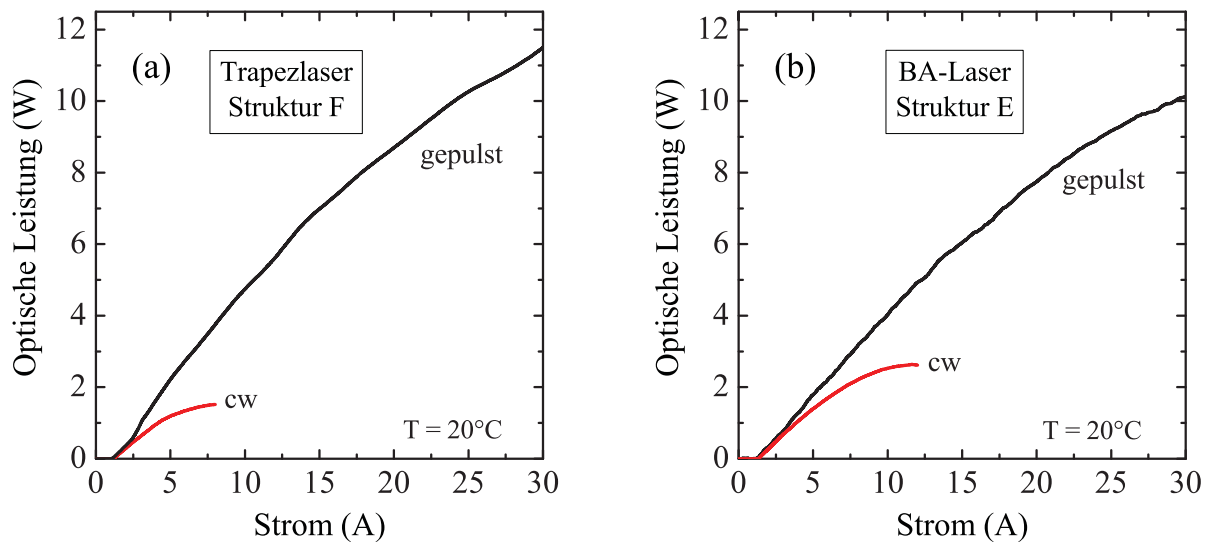 (a)
Trapezlaser
Struktur F
gepulst
cw
T = 20°C
Optische Leistung (W)
12
10
8
6
4
2
0
0 5 10 15 20 25 30
Strom (A)
(b)
BA-Laser
Struktur E
gepulst
cw
T = 20°C
Optische Leistung (W)
12
10
8
6
4
2
0
0 5 10 15 20 25 30
Strom (A)